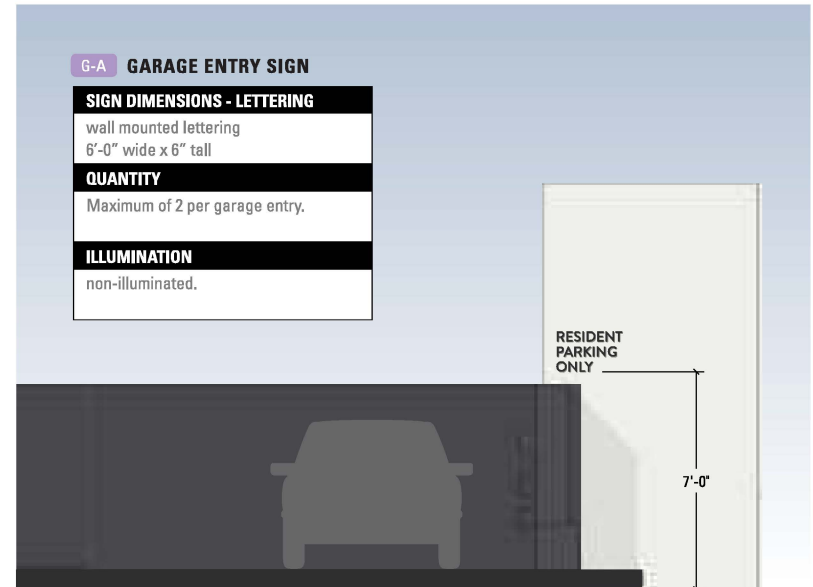 G-A GARAGE ENTRY SIGN
SIGN DIMENSIONS - LETTERING
wall mounted lettering
6’-0” wide x 6” tall
QUANTITY
Maximum of 2 per garage entry.
ILLUMINATION
non-illuminated.
RESIDENT
PARKING
ONLY
7'-0"